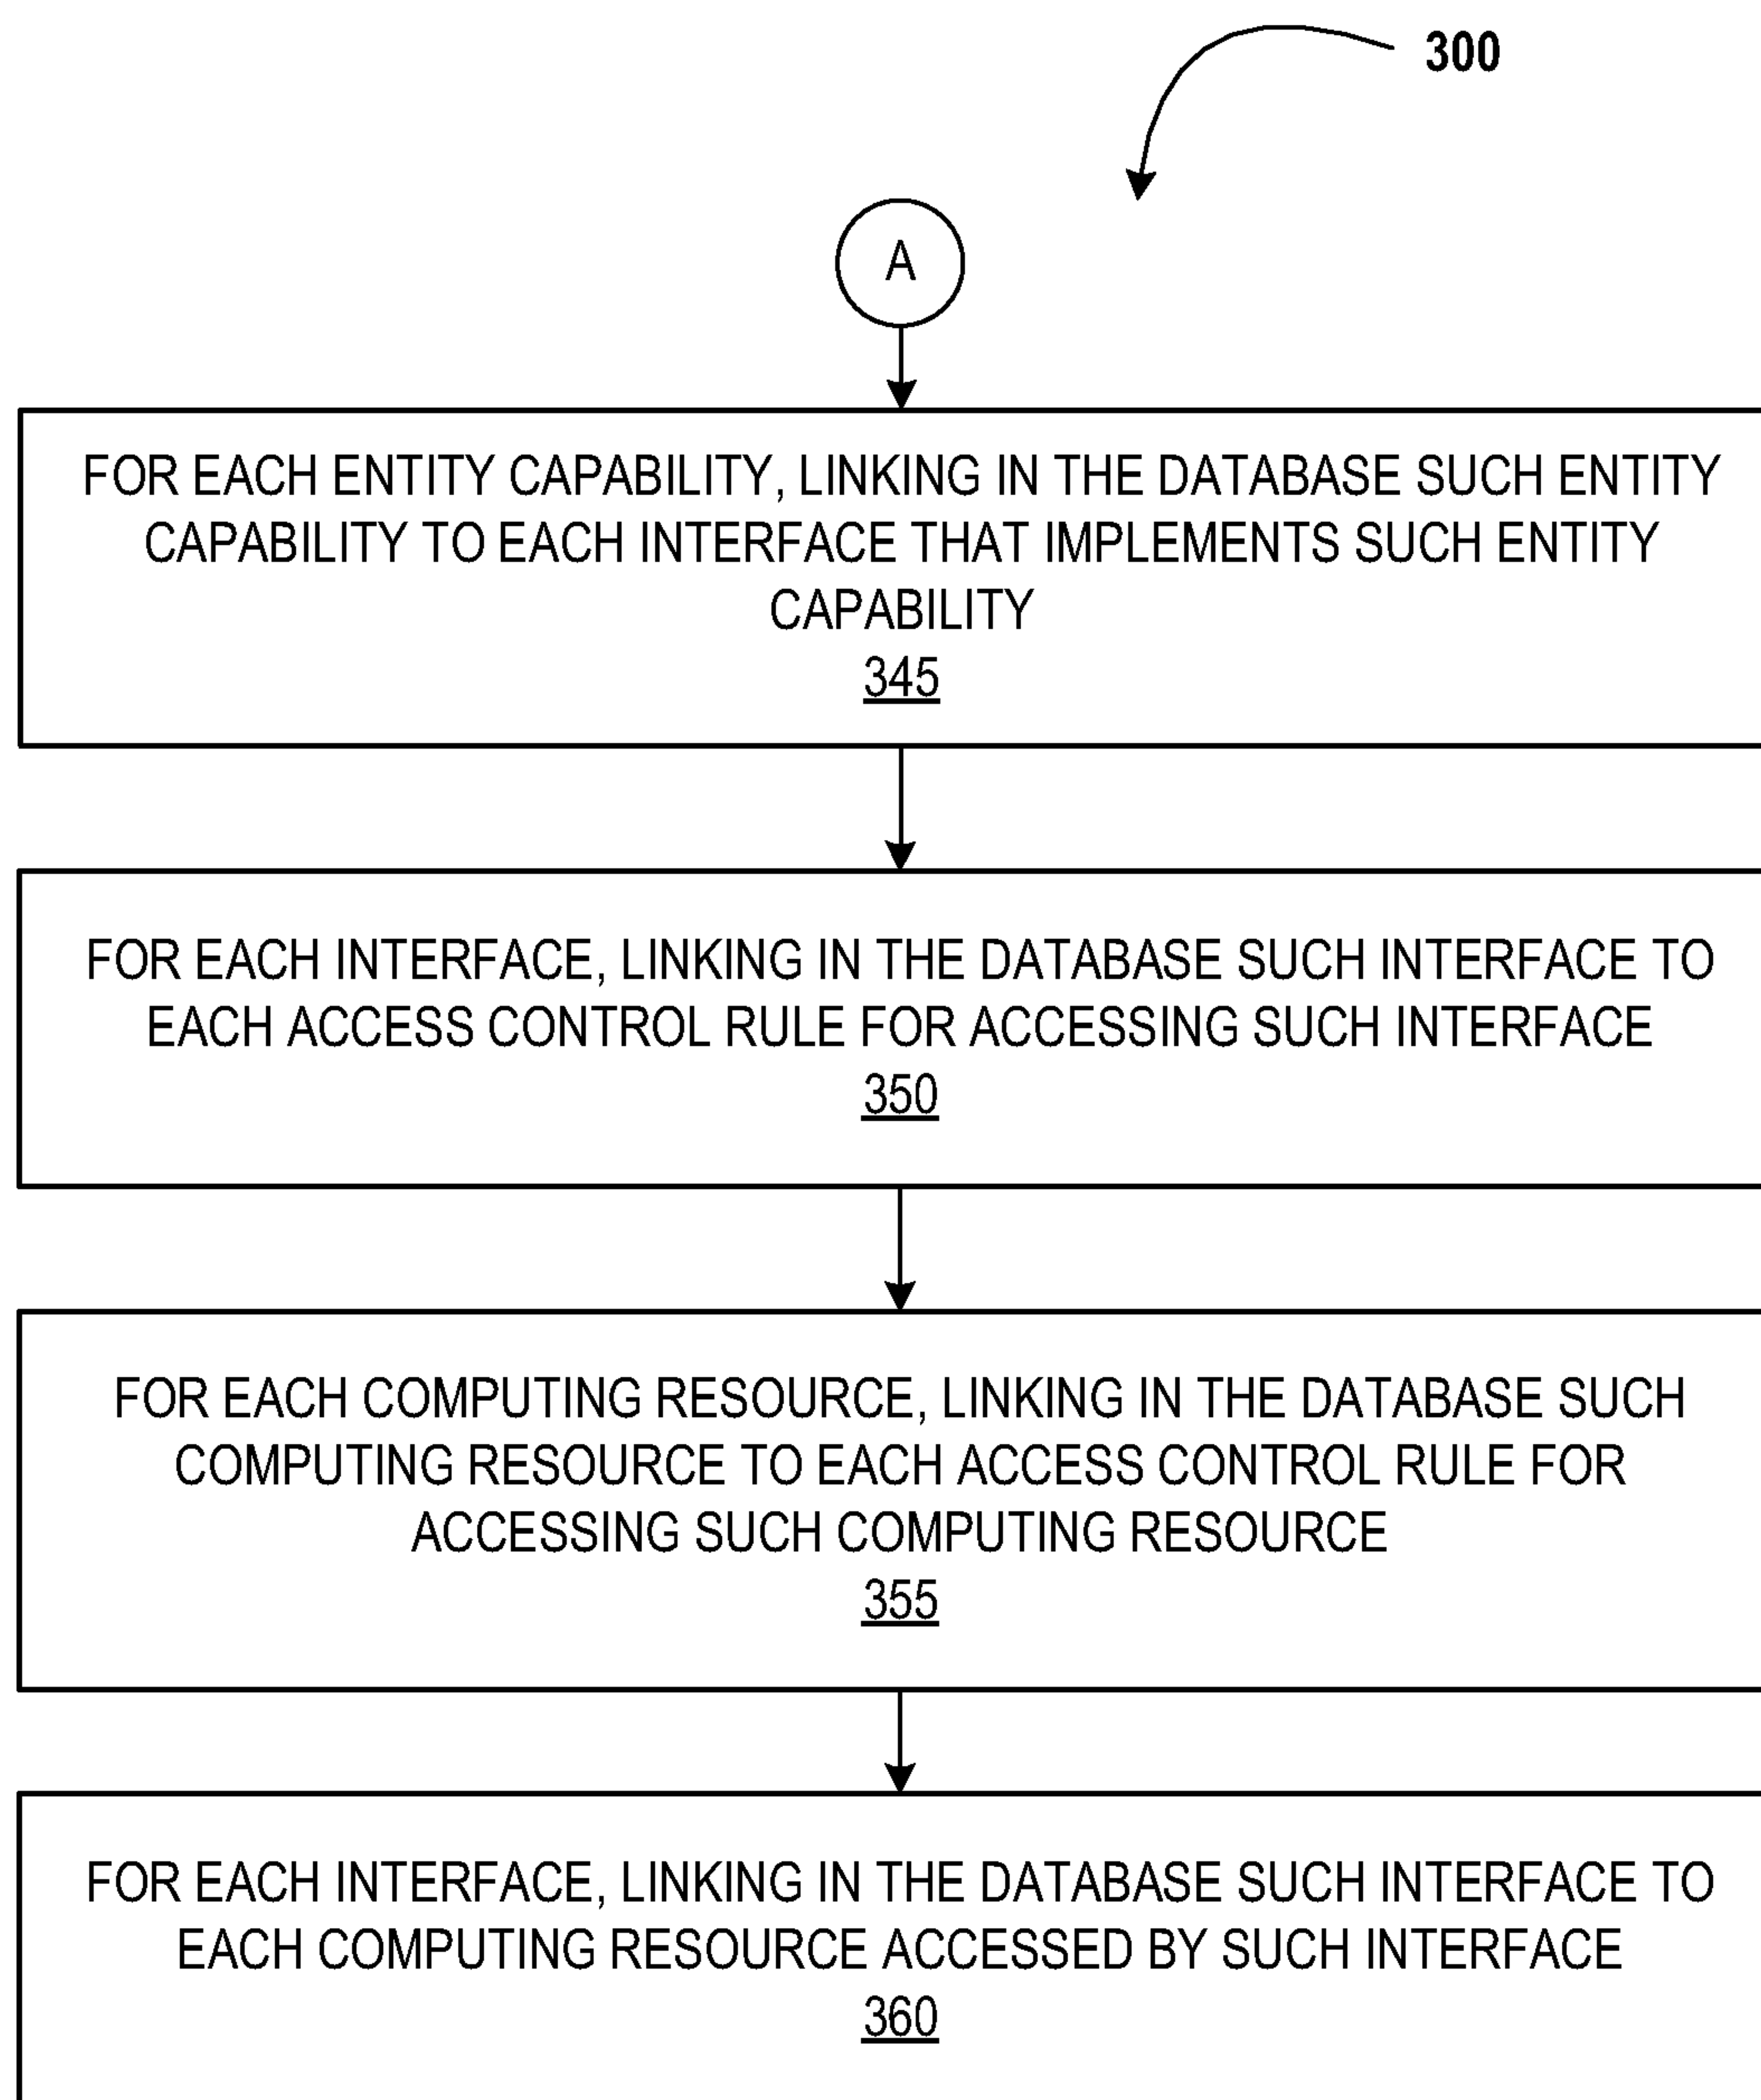 300
A
FOR EACH ENTITY CAPABILITY, LINKING IN THE DATABASE SUCH ENTITY
CAPABILITY TO EACH INTERFACE THAT IMPLEMENTS SUCH ENTITY
CAPABILITY
345
FOR EACH INTERFACE, LINKING IN THE DATABASE SUCH INTERFACE TO
EACH ACCESS CONTROL RULE FOR ACCESSING SUCH INTERFACE
350
FOR EACH COMPUTING RESOURCE, LINKING IN THE DATABASE SUCH
COMPUTING RESOURCE TO EACH ACCESS CONTROL RULE FOR
ACCESSING SUCH COMPUTING RESOURCE
355
FOR EACH INTERFACE, LINKING IN THE DATABASE SUCH INTERFACE TO
EACH COMPUTING RESOURCE ACCESSED BY SUCH INTERFACE
360